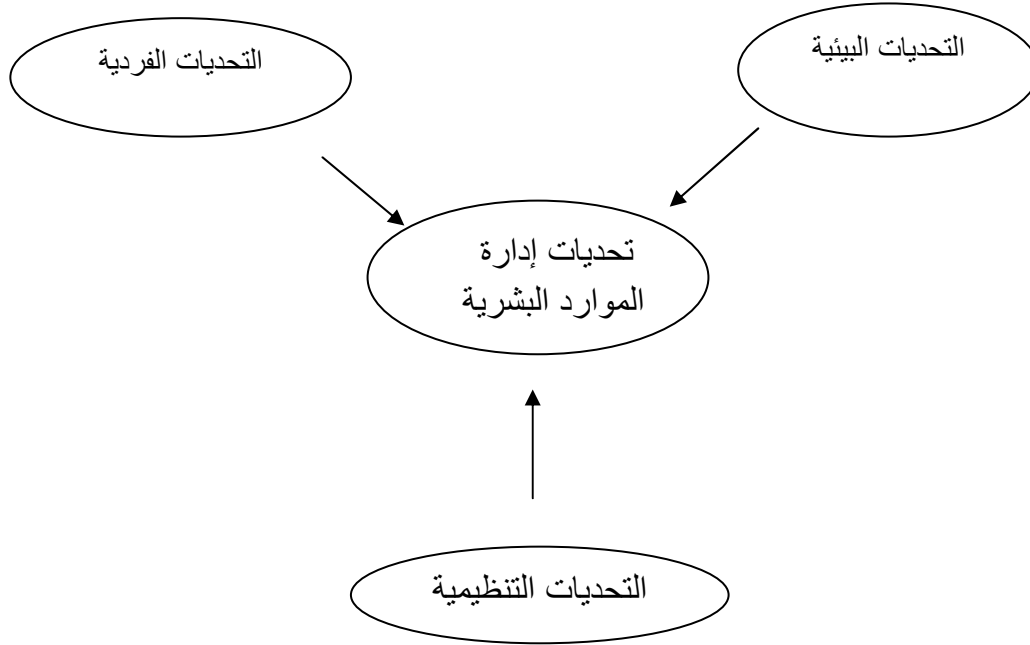 التحديات البيئية
التحديات الفردية
تحديات إدارة
الموارد البشرية
التحديات التنظيمية